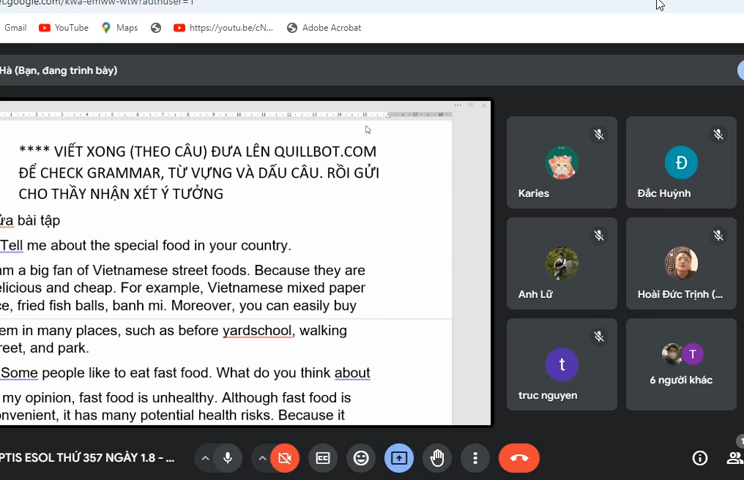 Gmail YouTube Maps https://youtu.be/cN... Adobe Acrobat
Hà (Bạn, đang trình bày)
**** VIẾT XONG (THEO CÂU) ĐƯA LÊN QUILLBOT.COM
ĐỂ CHECK GRAMMAR, TỪ VỰNG VÀ DẤU CÂU. RỒI GỬI
CHO THẦY NHẬN XÉT Ý TƯỞNG
ửa bài tập
Tell me about the special food in your country.
am a big fan of Vietnamese street foods. Because they are
elicious and cheap. For example, Vietnamese mixed paper
ce, fried fish balls, banh mi. Moreover, you can easily buy
em in many places, such as before yardschool, walking
reet, and park.
Some people like to eat fast food. What do you think about
my opinion, fast food is unhealthy. Although fast food is
onvenient, it has many potential health risks. Because it
Karies
Đ
Đắc Huỳnh
Anh Lữ
Hoài Đức Trịnh (...
t
truc nguyen
T
6 người khác
PTIS ESOL THỨ 357 NGÀY 1.8 - ...